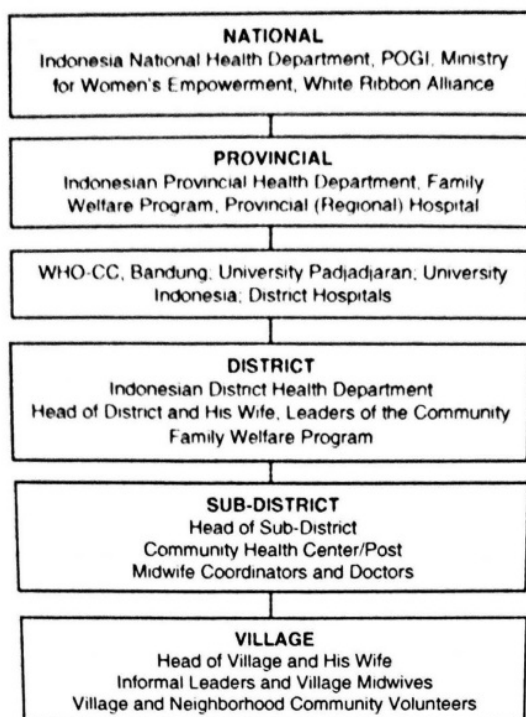 NATIONAL
Indonesia National Health Department, POGI, Ministry
for Women's Empowerment, White Ribbon Alliance
PROVINCIAL
Indonesian Provincial Health Department, Family
Welfare Program, Provincial (Regional) Hospital
WHO-CC, Bandung; University Padjadjaran; University
Indonesia; District Hospitals
DISTRICT
Indonesian District Health Department
Head of District and His Wife, Leaders of the Community
Family Welfare Program
SUB-DISTRICT
Head of Sub-District
Community Health Center/Post
Midwife Coordinators and Doctors
VILLAGE
Head of Village and His Wife
Informal Leaders and Village Midwives
Village and Neighborhood Community Volunteers